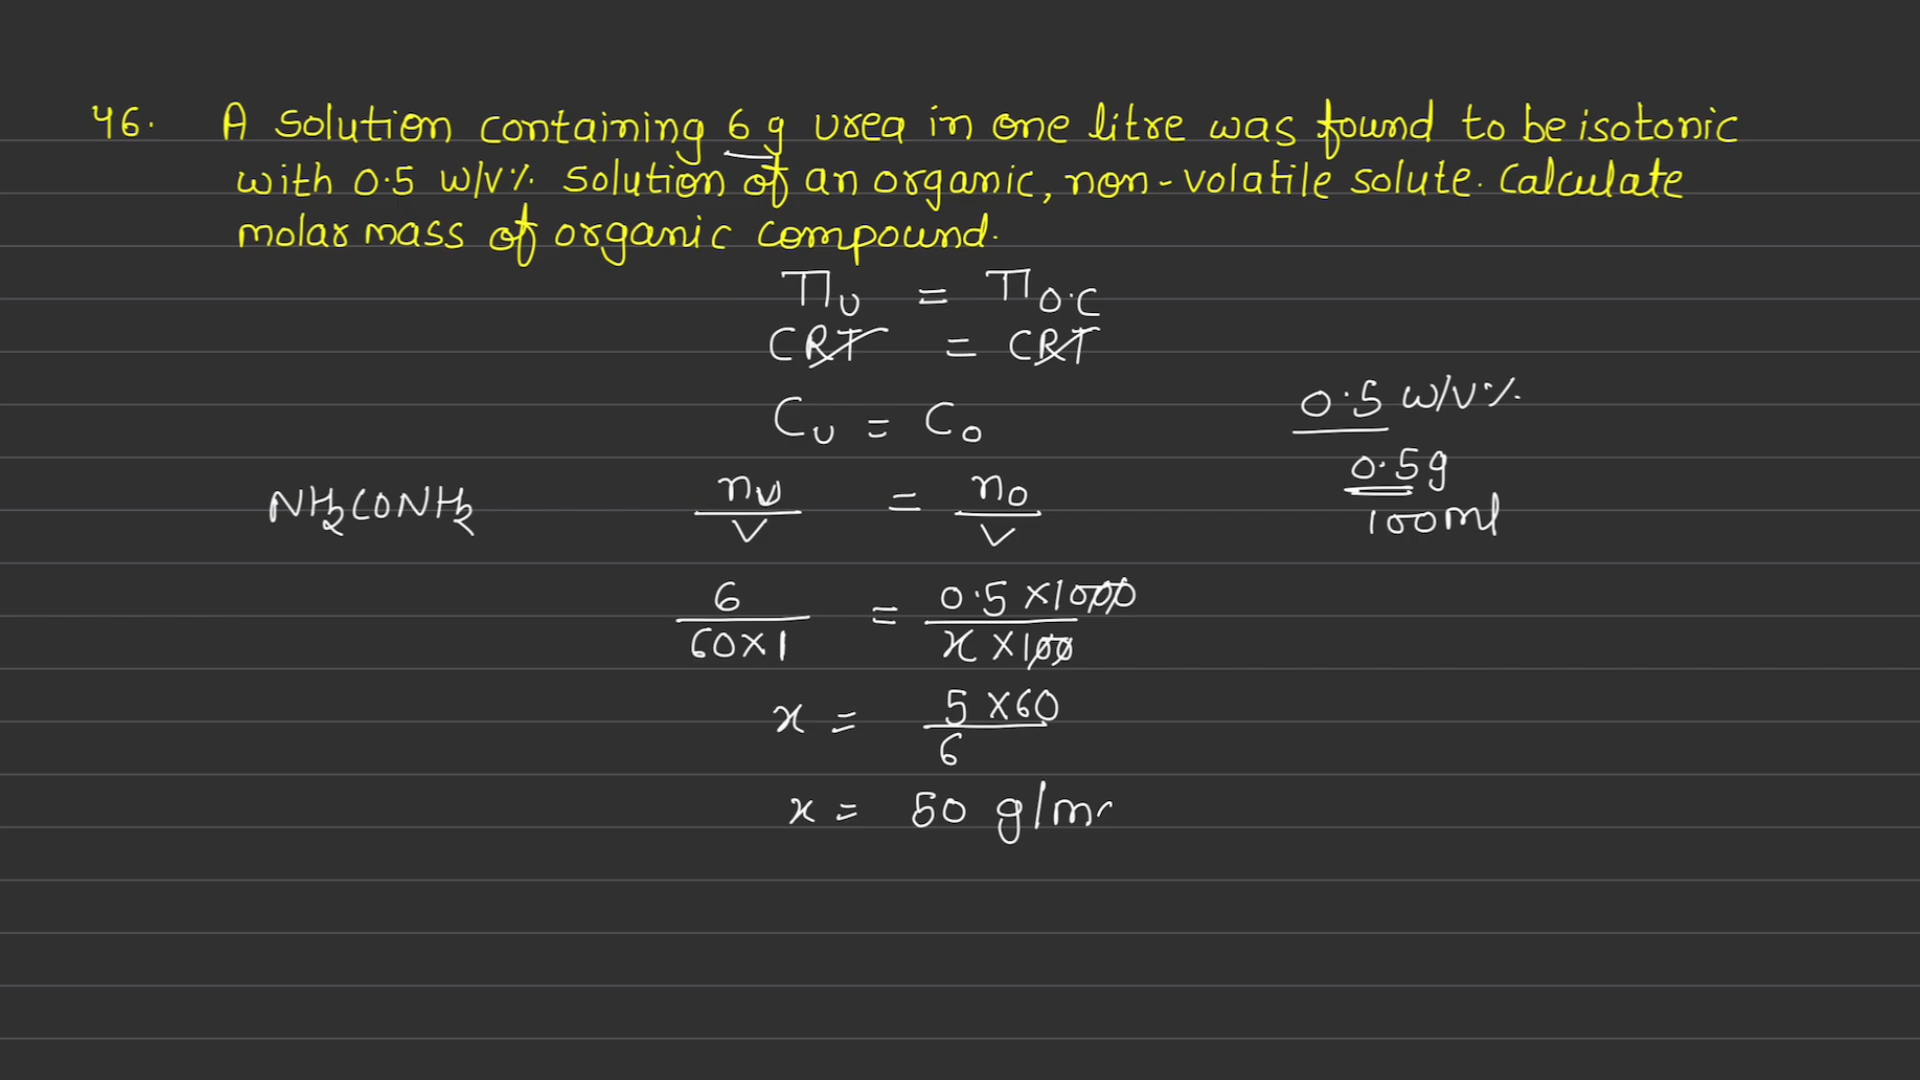 46. A solution containing 6 g urea in one litre was found to be isotonic
with 0.5 w/v% solution of an organic, non-volatile solute. Calculate
molar mass of organic compound.
πU = πO.C
CRT = CRT
CU = CO
0.5 w/v%
0.5g
100ml
NH2CONH2
nU/V = nO/V
6/60×1 = 0.5×1000/x×100
x = 5×60/6
x = 50 g/m